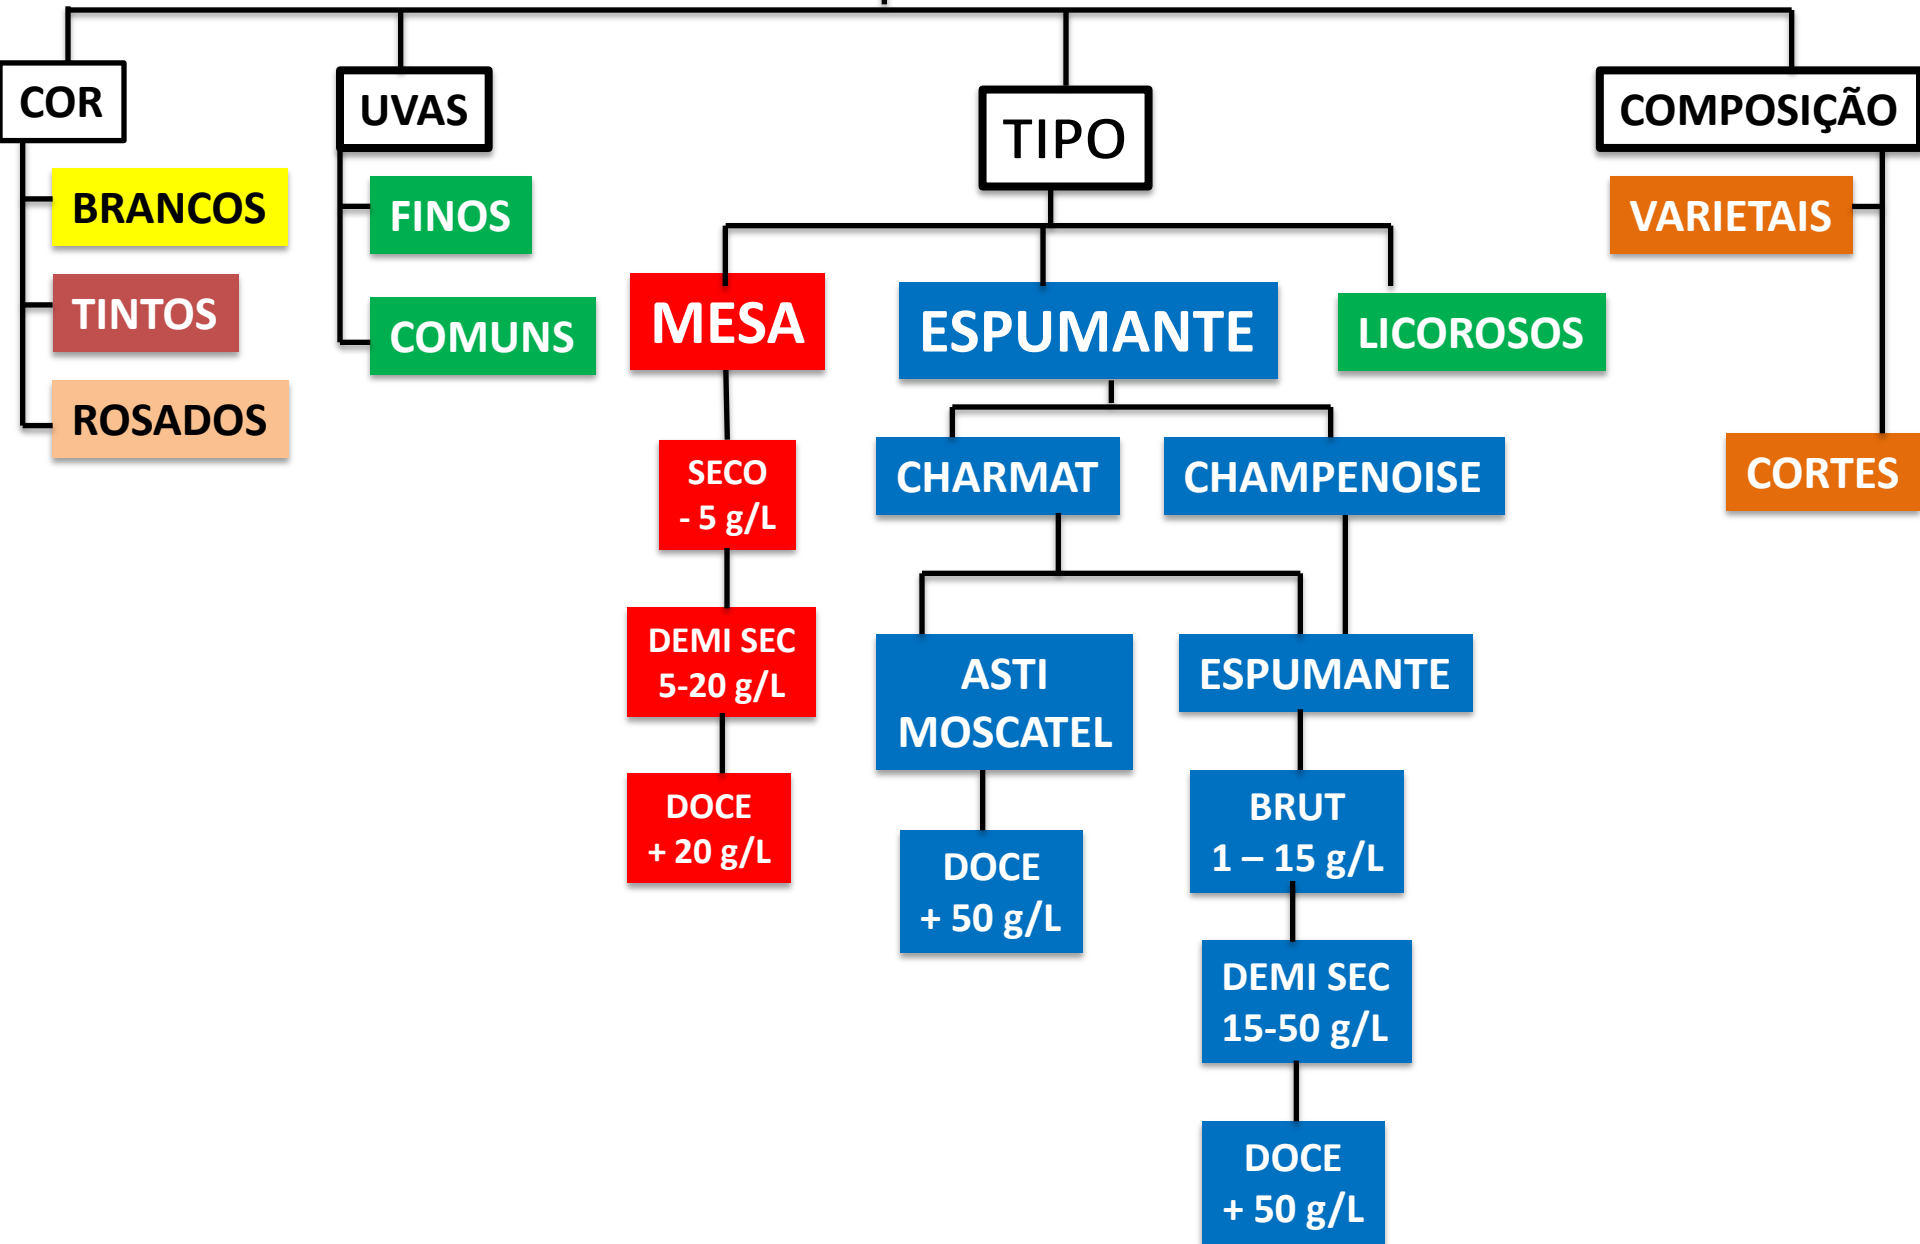 COR
UVAS
TIPO
COMPOSIÇÃO
BRANCOS
TINTOS
ROSADOS
FINOS
COMUNS
MESA
ESPUMANTE
LICOROSOS
VARIETAIS
CORTES
SECO
- 5 g/L
DEMI SEC
5-20 g/L
DOCE
+ 20 g/L
CHARMAT
CHAMPENOISE
ASTI
MOSCATEL
DOCE
+ 50 g/L
ESPUMANTE
BRUT
1 – 15 g/L
DEMI SEC
15-50 g/L
DOCE
+ 50 g/L